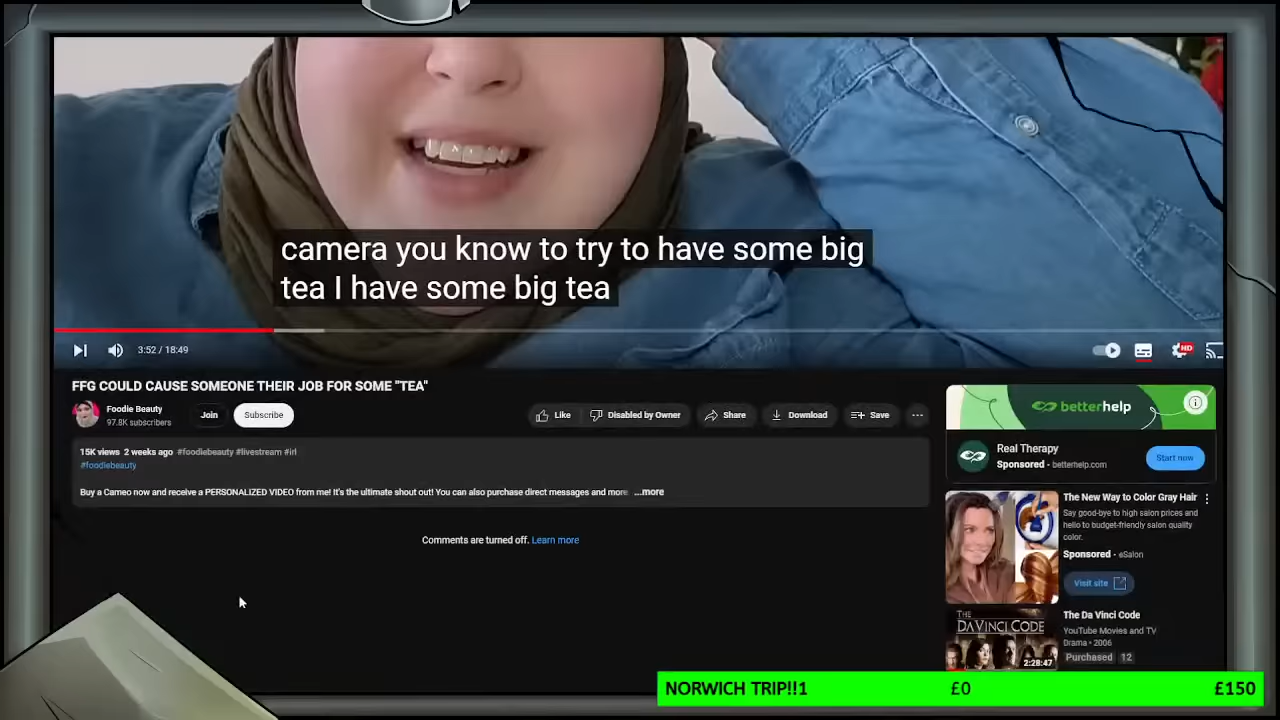 camera you know to try to have some big
tea I have some big tea
3:52 / 18:49
HD
FFG COULD CAUSE SOMEONE THEIR JOB FOR SOME "TEA"
Foodie Beauty
97.8K subscribers
Join
Subscribe
Like
Disabled by Owner
Share
Download
Save
15K views 2 weeks ago #foodiebeauty #livestream #irl
#foodiebeauty
Buy a Cameo now and receive a PERSONALIZED VIDEO from me! It's the ultimate shout out! You can also purchase direct messages and more ...more
Comments are turned off. Learn more
betterhelp
Real Therapy
Sponsored · betterhelp.com
Start now
The New Way to Color Gray Hair
Say good-bye to high salon prices and
hello to budget-friendly salon quality
color.
Sponsored · eSalon
Visit site
THE
DA VINCI CODE
2:28:47
The Da Vinci Code
YouTube Movies and TV
Drama • 2006
Purchased 12
NORWICH TRIP!!1 £0 £150